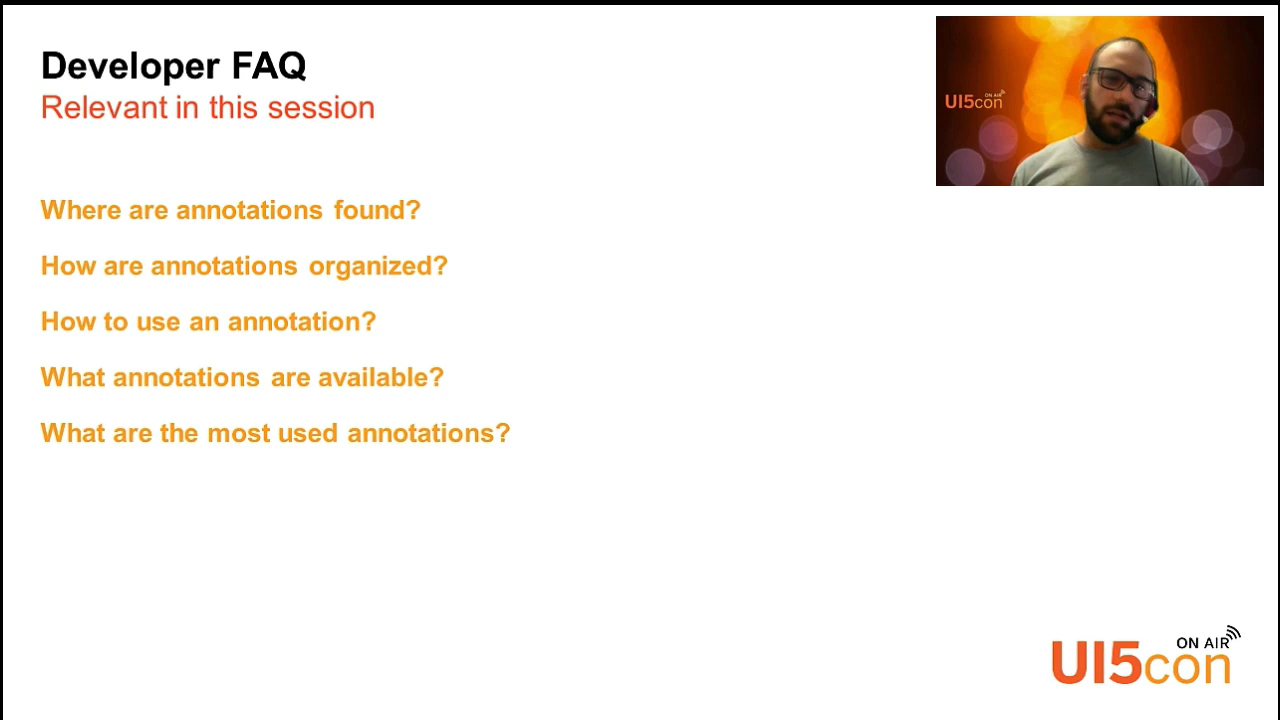 Developer FAQ
Relevant in this session
ON AIR
UI5con
Where are annotations found?
How are annotations organized?
How to use an annotation?
What annotations are available?
What are the most used annotations?
ON AIR
UI5con